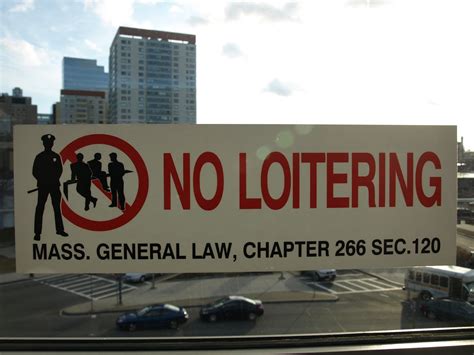 NO LOITERING
MASS. GENERAL LAW, CHAPTER 266 SEC.120